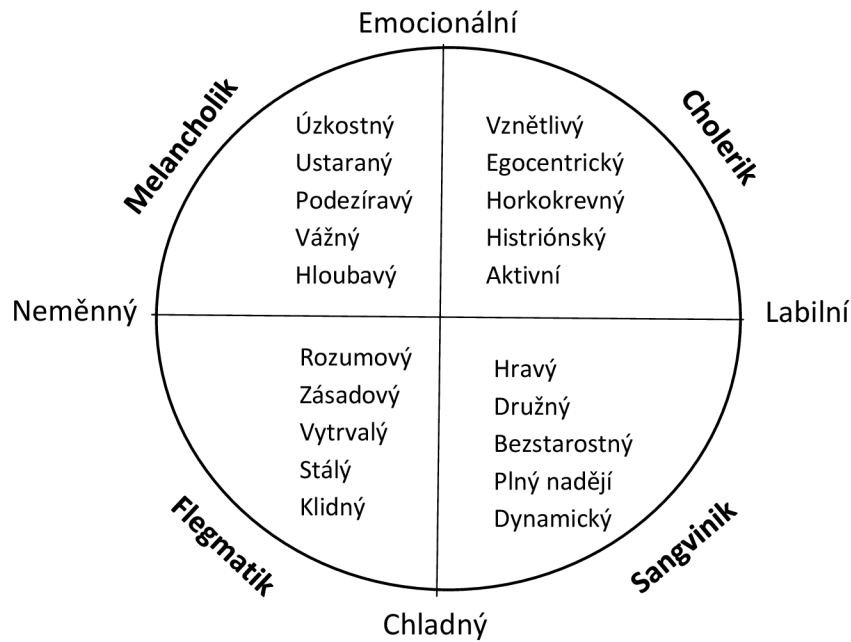 Emocionální
Melancholik
Cholerik
Úzkostný
Ustaraný
Podezíravý
Vážný
Hloubavý
Vznětlivý
Egocentrický
Horkokrevný
Histriónský
Aktivní
Neměnný
Labilní
Rozumový
Zásadový
Vytrvalý
Stálý
Klidný
Hravý
Družný
Bezstarostný
Plný nadějí
Dynamický
Flegmatik
Sangvinik
Chladný